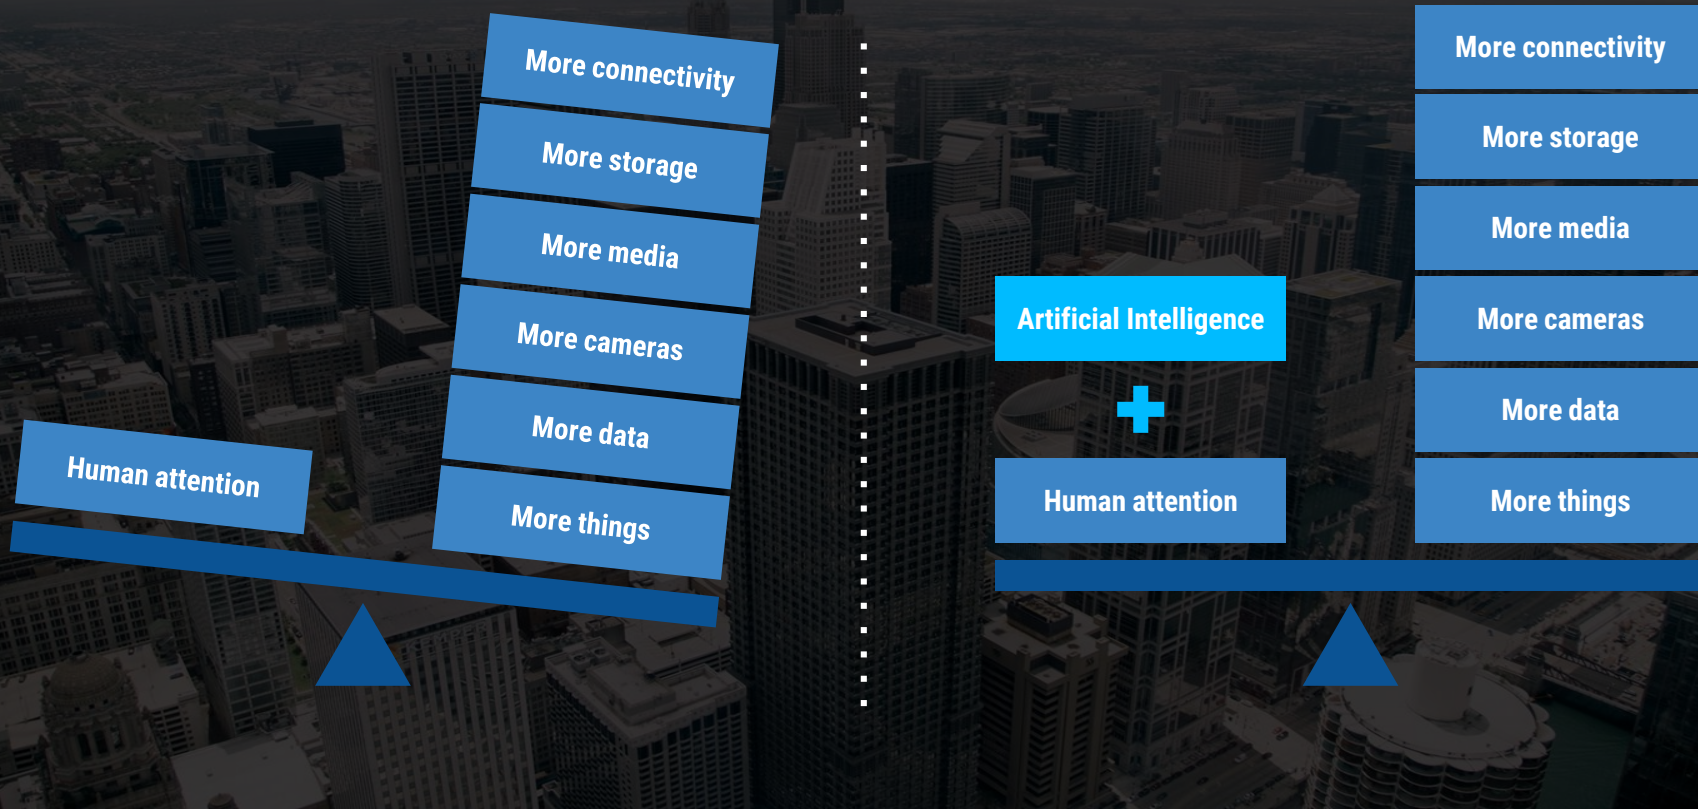 More connectivity
More storage
More media
More cameras
More data
More things
Human attention
Artificial Intelligence
Human attention
More connectivity
More storage
More media
More cameras
More data
More things